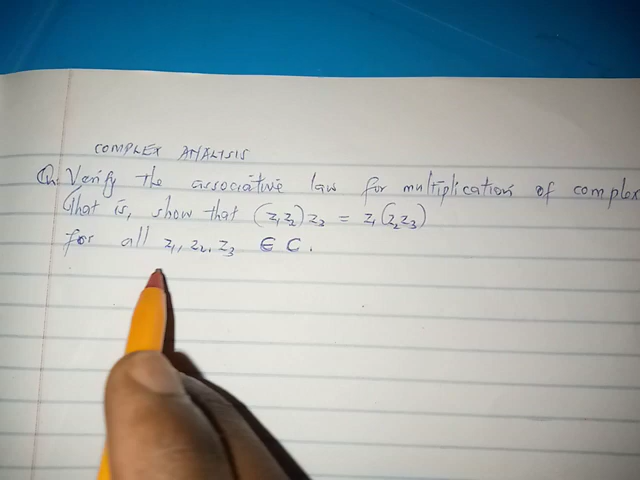 COMPLEX ANALYSIS
Qn. Verify the associative law for multiplication of complex
That is, show that (z₁z₂)z₃ = z₁(z₂z₃)
for all z₁, z₂, z₃ ∈ C.